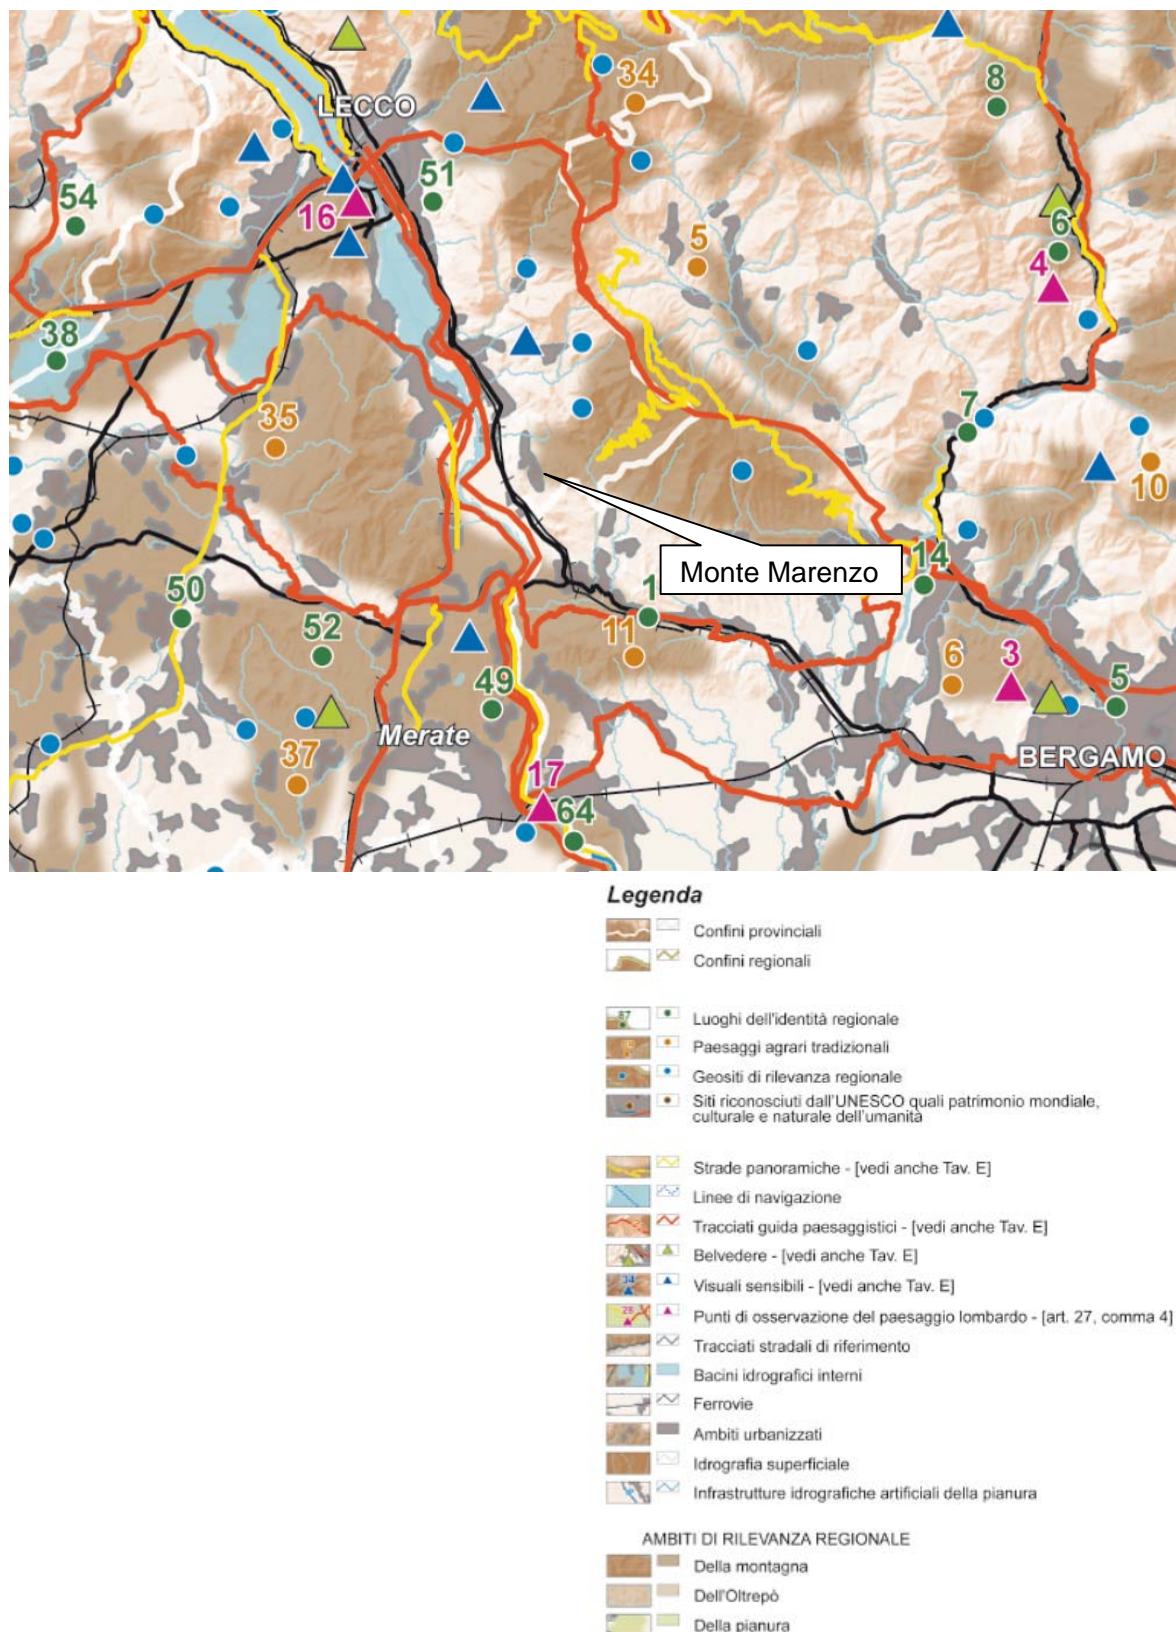 34
8
LECCO
51
54
16
6
5
4
38
7
35
10
Monte Marenzo
14
1
50
52
11
6
3
49
5
Merate
BERGAMO
37
17
64
Legenda
Confini provinciali
Confini regionali
Luoghi dell'identità regionale
Paesaggi agrari tradizionali
Geositi di rilevanza regionale
Siti riconosciuti dall'UNESCO quali patrimonio mondiale,
culturale e naturale dell'umanità
Strade panoramiche - [vedi anche Tav. E]
Linee di navigazione
Tracciati guida paesaggistici - [vedi anche Tav. E]
Belvedere - [vedi anche Tav. E]
34
Visuali sensibili - [vedi anche Tav. E]
Punti di osservazione del paesaggio lombardo - [art. 27, comma 4]
Tracciati stradali di riferimento
Bacini idrografici interni
Ferrovie
Ambiti urbanizzati
Idrografia superficiale
Infrastrutture idrografiche artificiali della pianura
AMBITI DI RILEVANZA REGIONALE
Della montagna
Dell'Oltrepò
Della pianura